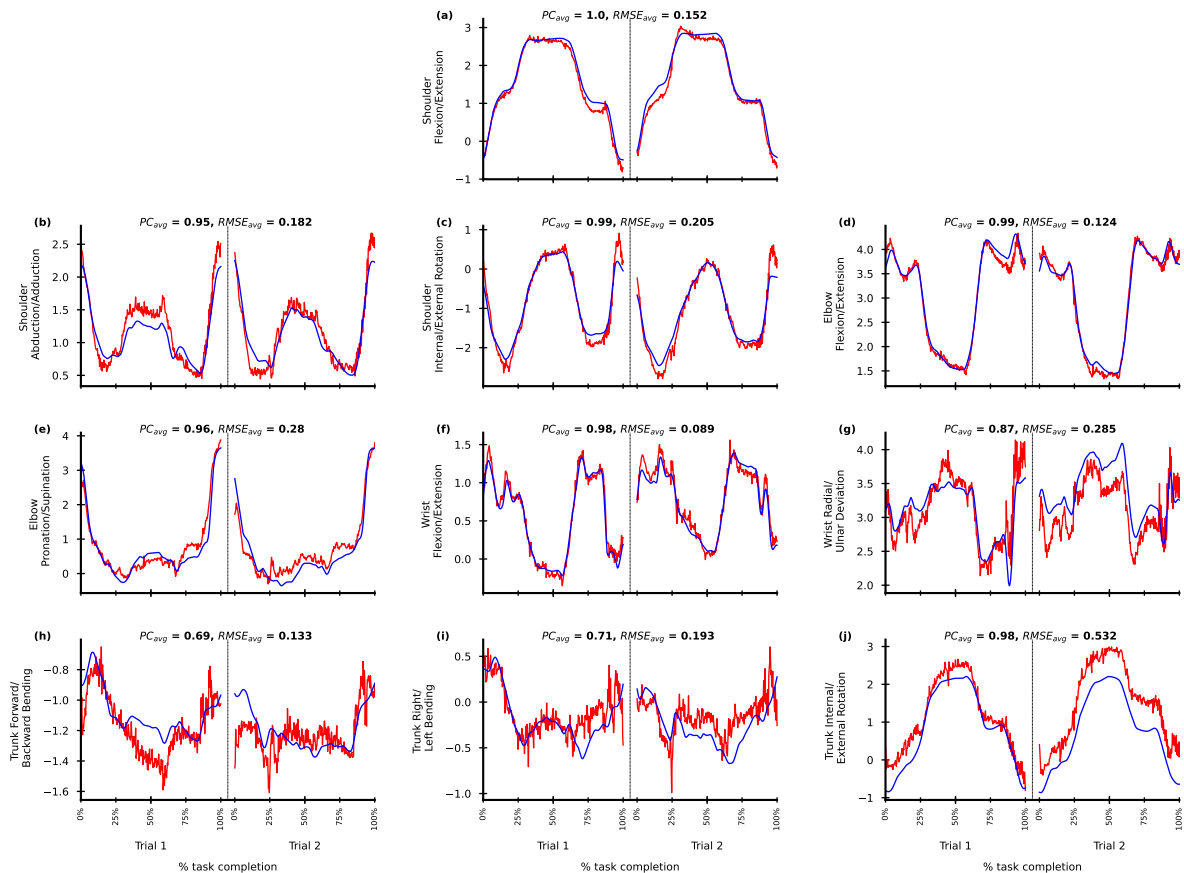 (a) PCavg = 1.0, RMSEavg = 0.152
Shoulder
Flexion/Extension
3
2
1
0
−1
(b) PCavg = 0.95, RMSEavg = 0.182
Shoulder
Abduction/Adduction
2.5
2.0
1.5
1.0
0.5
(c) PCavg = 0.99, RMSEavg = 0.205
Shoulder
Internal/External Rotation
1
0
−1
−2
(d) PCavg = 0.99, RMSEavg = 0.124
Elbow
Flexion/Extension
4.0
3.5
3.0
2.5
2.0
1.5
(e) PCavg = 0.96, RMSEavg = 0.28
Elbow
Pronation/Supination
4
3
2
1
0
(f) PCavg = 0.98, RMSEavg = 0.089
Wrist
Flexion/Extension
1.5
1.0
0.5
0.0
(g) PCavg = 0.87, RMSEavg = 0.285
Wrist Radial/
Ulnar Deviation
4.0
3.5
3.0
2.5
2.0
(h) PCavg = 0.69, RMSEavg = 0.133
Trunk Forward/
Backward Bending
−0.8
−1.0
−1.2
−1.4
−1.6
0% 25% 50% 75% 100% 0% 25% 50% 75% 100%
Trial 1 Trial 2
% task completion
(i) PCavg = 0.71, RMSEavg = 0.193
Trunk Right/
Left Bending
0.5
0.0
−0.5
−1.0
0% 25% 50% 75% 100% 0% 25% 50% 75% 100%
Trial 1 Trial 2
% task completion
(j) PCavg = 0.98, RMSEavg = 0.532
Trunk Internal/
External Rotation
3
2
1
0
−1
0% 25% 50% 75% 100% 0% 25% 50% 75% 100%
Trial 1 Trial 2
% task completion